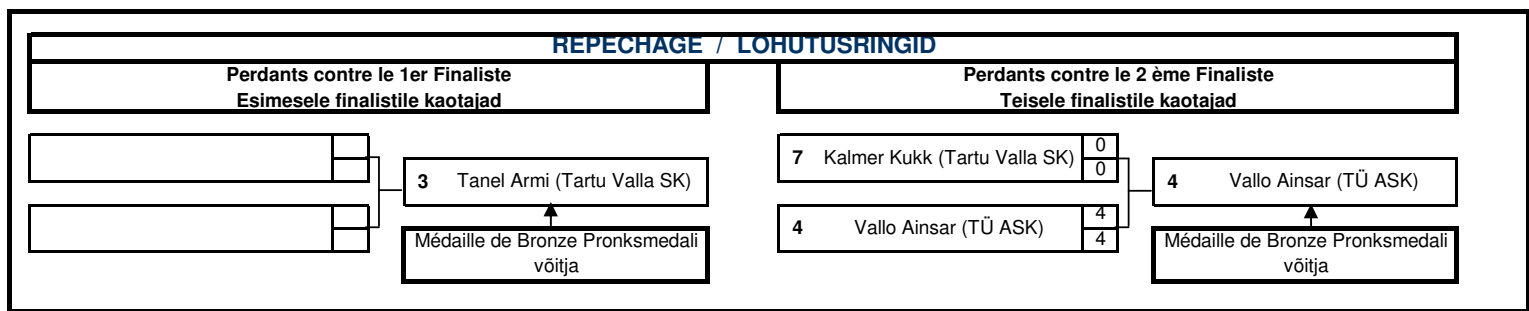 REPECHAGE / LOHUTUSRINGID
Perdants contre le 1er Finaliste
Esimesele finalistile kaotajad
Perdants contre le 2 ème Finaliste
Teisele finalistile kaotajad
3 Tanel Armi (Tartu Valla SK)
Médaille de Bronze Pronksmedali
võitja
7 Kalmer Kukk (Tartu Valla SK) 0
0
4 Vallo Ainsar (TÜ ASK) 4
4
4 Vallo Ainsar (TÜ ASK)
Médaille de Bronze Pronksmedali
võitja